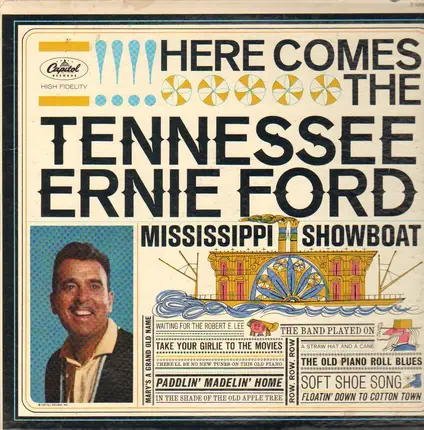 Capitol
RECORDS
HIGH FIDELITY
!!!! HERE COMES
THE
TENNESSEE
ERNIE FORD
MISSISSIPPI SHOWBOAT
MARY'S A GRAND OLD NAME
WAITING FOR THE ROBERT E. LEE
TAKE YOUR GIRLIE TO THE MOVIES
THERE'LL BE NO NEW TUNES ON THIS OLD PIANO
PADDLIN' MADELIN' HOME
IN THE SHADE OF THE OLD APPLE TREE
ROW, ROW, ROW
THE BAND PLAYED ON
A STRAW HAT AND A CANE
THE OLD PIANO ROLL BLUES
SOFT SHOE SONG
FLOATIN' DOWN TO COTTON TOWN